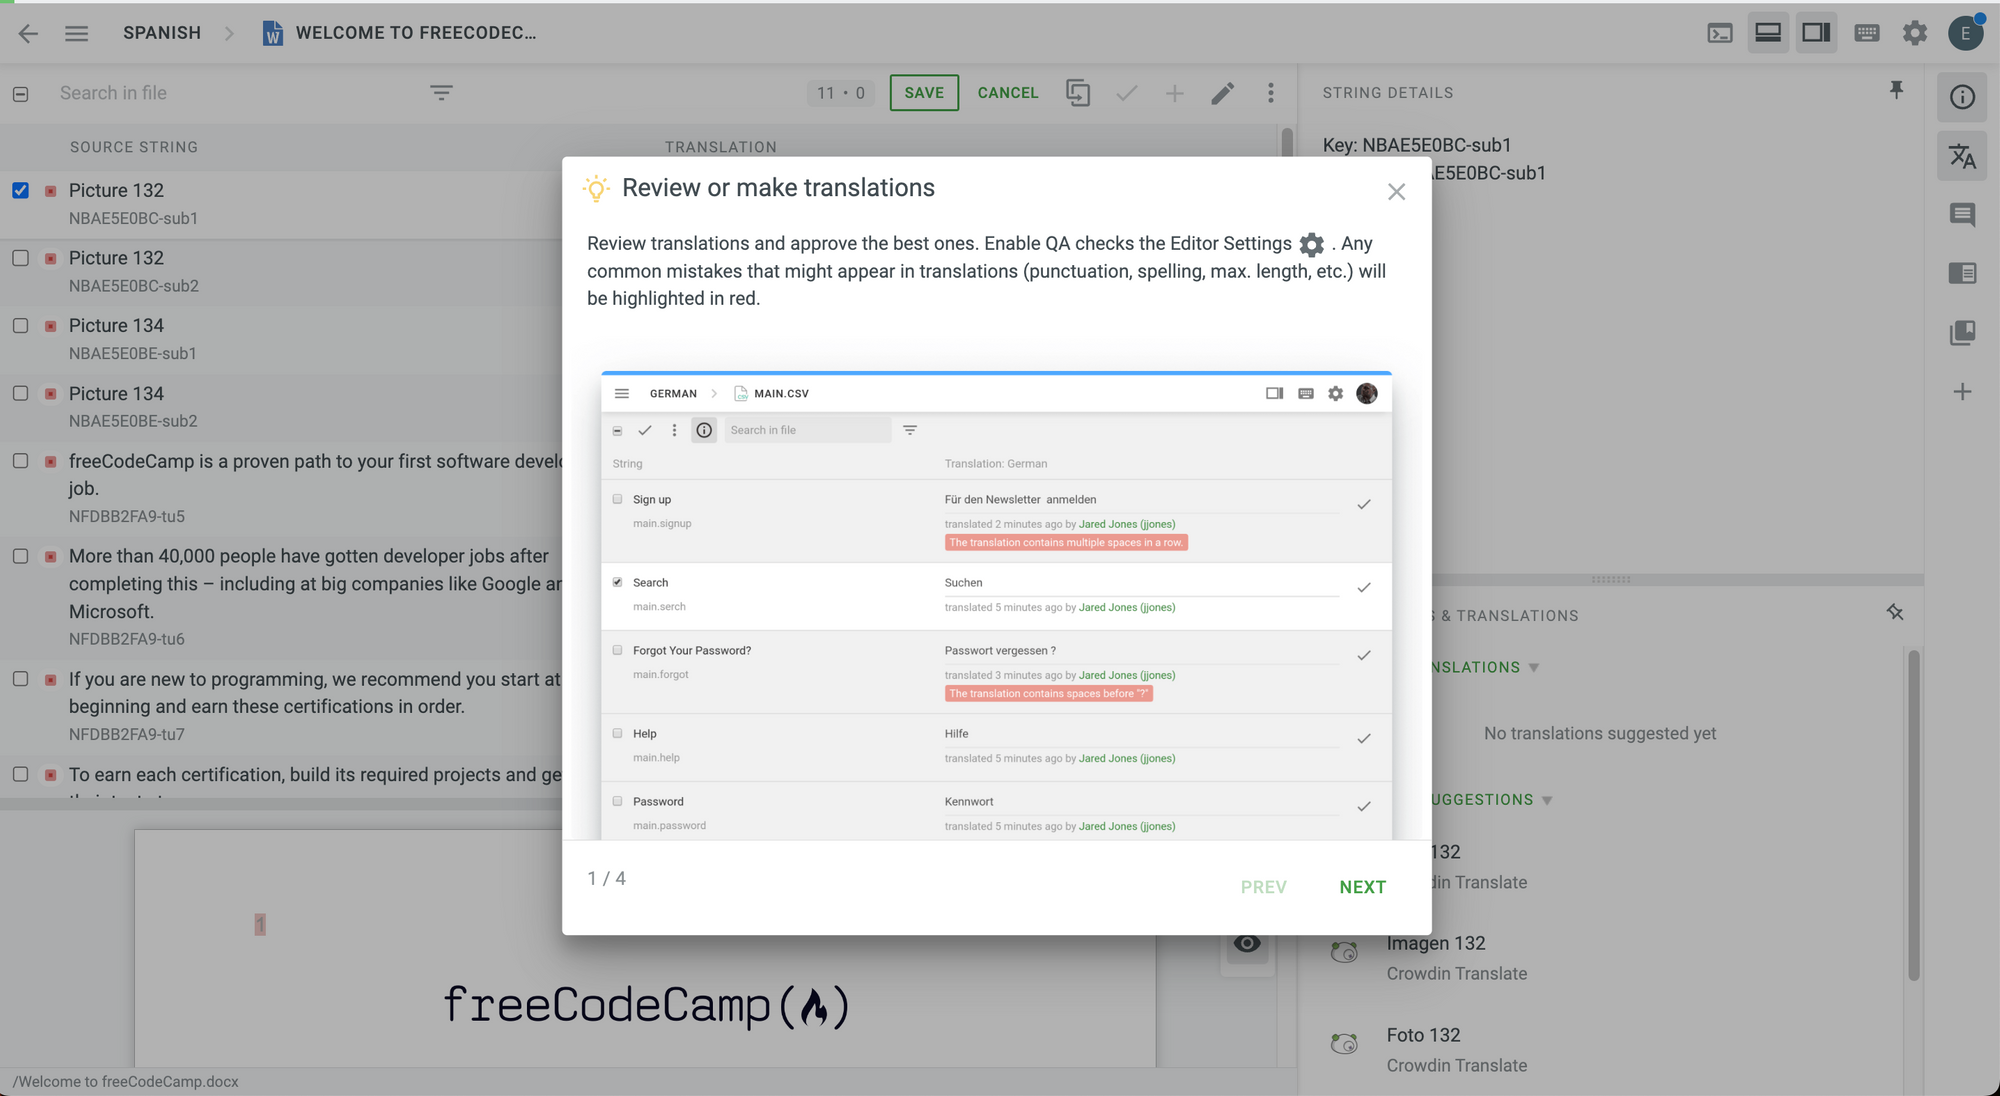 SPANISH
WELCOME TO FREECODEC...
E
Search in file
11 • 0
SAVE
CANCEL
SOURCE STRING
TRANSLATION
Picture 132
NBAE5E0BC-sub1
Picture 132
NBAE5E0BC-sub2
Picture 134
NBAE5E0BE-sub1
Picture 134
NBAE5E0BE-sub2
freeCodeCamp is a proven path to your first software
job.
NFDBB2FA9-tu5
More than 40,000 people have gotten developer jobs after
completing this – including at big companies like Google
Microsoft.
NFDBB2FA9-tu6
If you are new to programming, we recommend you start at
beginning and earn these certifications in order.
NFDBB2FA9-tu7
To earn each certification, build its required projects and
1
freeCodeCamp( )
/Welcome to freeCodeCamp.docx
Review or make translations
Review translations and approve the best ones. Enable QA checks the Editor Settings . Any
common mistakes that might appear in translations (punctuation, spelling, max. length, etc.) will
be highlighted in red.
GERMAN
MAIN.CSV
Search in file
String
Translation: German
Sign up
main.signup
Für den Newsletter  anmelden
translated 2 minutes ago by Jared Jones (jjones)
The translation contains multiple spaces in a row.
Search
main.serch
Suchen
translated 5 minutes ago by Jared Jones (jjones)
Forgot Your Password?
main.forgot
Passwort vergessen ?
translated 3 minutes ago by Jared Jones (jjones)
The translation contains spaces before "?"
Help
main.help
Hilfe
translated 5 minutes ago by Jared Jones (jjones)
Password
main.password
Kennwort
translated 5 minutes ago by Jared Jones (jjones)
1 / 4
PREV
NEXT
STRING DETAILS
Key: NBAE5E0BC-sub1
AE5E0BC-sub1
& TRANSLATIONS
NSLATIONS
No translations suggested yet
UGGESTIONS
132
din Translate
Imagen 132
Crowdin Translate
Foto 132
Crowdin Translate